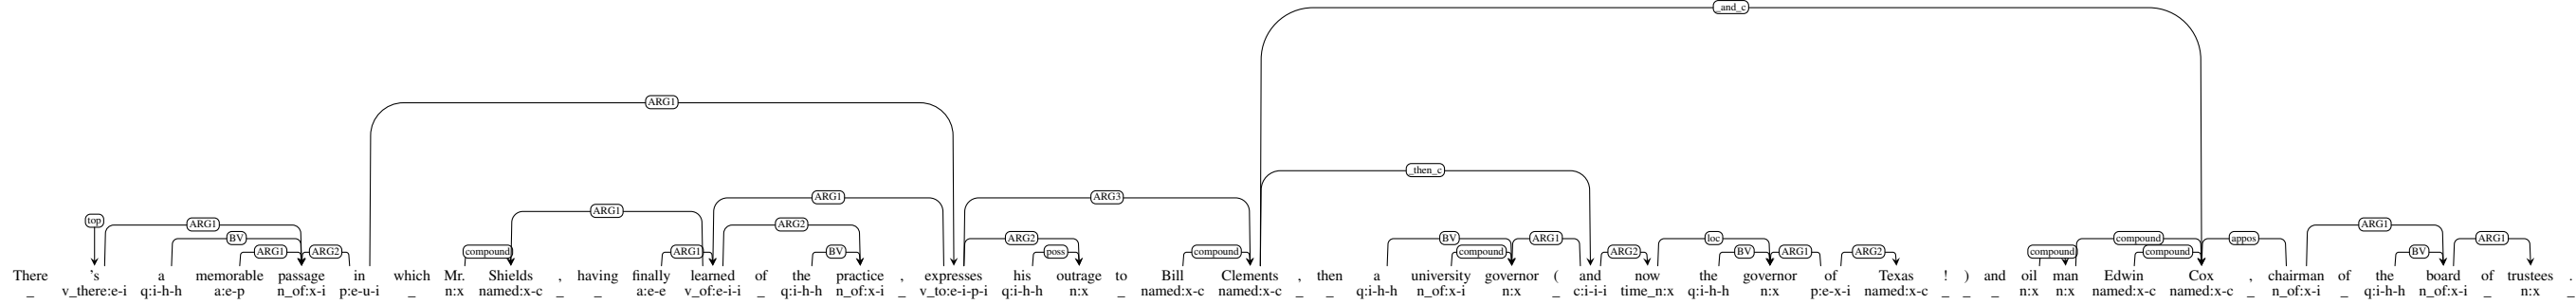 _and_c
ARG1
_then_c
ARG1 ARG3
ARG1
top ARG1 ARG2 ARG1
BV ARG2 BV ARG1 loc compound appos ARG1
ARG1 ARG2 compound ARG1 BV poss compound compound ARG2 BV ARG1 ARG2 compound compound BV
There 's a memorable passage in which Mr. Shields , having finally learned of the practice , expresses his outrage to Bill Clements , then a university governor ( and now the governor of Texas ! ) and oil man Edwin Cox , chairman of the board of trustees .
_ v_there:e-i q:i-h-h a:e-p n_of:x-i p:e-u-i _ n:x named:x-c _ _ a:e-e v_of:e-i-i _ q:i-h-h n_of:x-i _ v_to:e-i-p-i q:i-h-h n:x _ named:x-c named:x-c _ _ q:i-h-h n_of:x-i n:x _ c:i-i-i time_n:x q:i-h-h n:x p:e-x-i named:x-c _ _ _ n:x n:x named:x-c named:x-c _ n_of:x-i _ q:i-h-h n_of:x-i _ n:x _